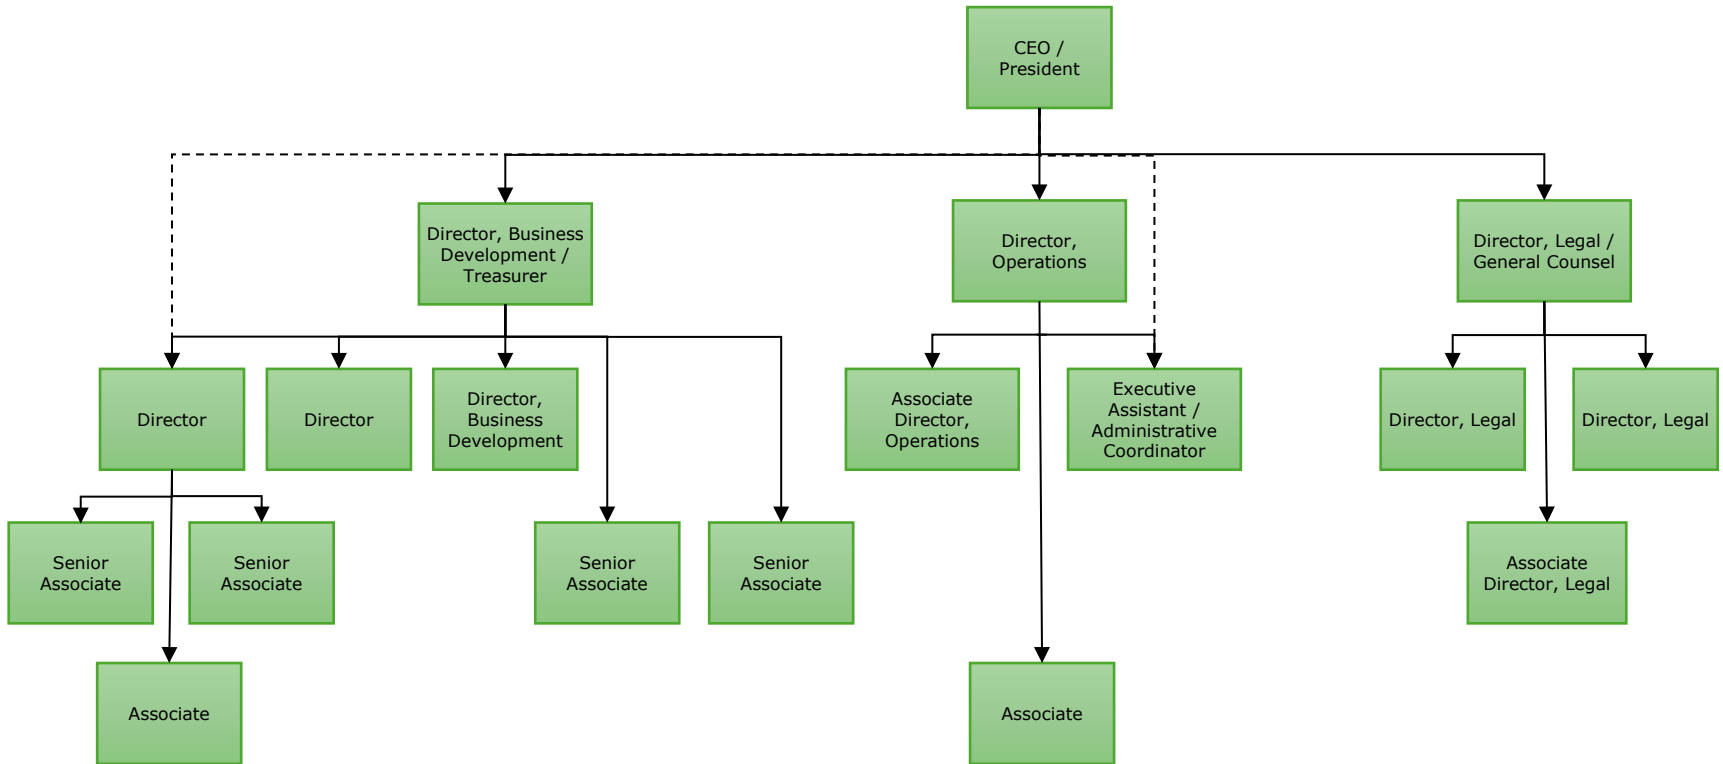 CEO /
President
Director, Business
Development /
Treasurer
Director,
Operations
Director, Legal /
General Counsel
Director
Director
Director,
Business
Development
Associate
Director,
Operations
Executive
Assistant /
Administrative
Coordinator
Director, Legal
Director, Legal
Senior
Associate
Senior
Associate
Senior
Associate
Senior
Associate
Associate
Director, Legal
Associate
Associate